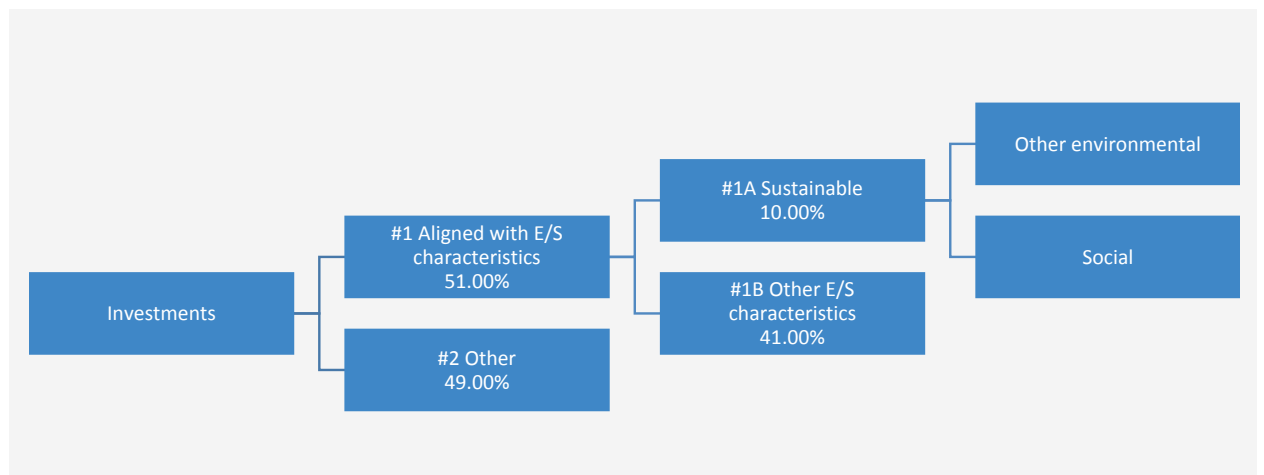 Investments
#1 Aligned with E/S
characteristics
51.00%
#2 Other
49.00%
#1A Sustainable
10.00%
#1B Other E/S
characteristics
41.00%
Other environmental
Social